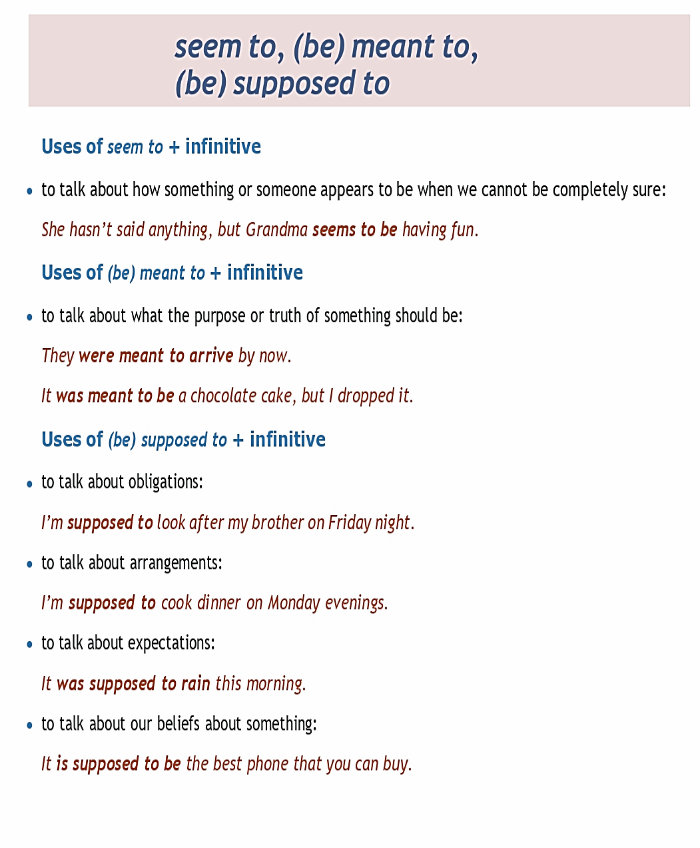 seem to, (be) meant to,
(be) supposed to
Uses of seem to + infinitive
• to talk about how something or someone appears to be when we cannot be completely sure:
She hasn’t said anything, but Grandma seems to be having fun.
Uses of (be) meant to + infinitive
• to talk about what the purpose or truth of something should be:
They were meant to arrive by now.
It was meant to be a chocolate cake, but I dropped it.
Uses of (be) supposed to + infinitive
• to talk about obligations:
I’m supposed to look after my brother on Friday night.
• to talk about arrangements:
I’m supposed to cook dinner on Monday evenings.
• to talk about expectations:
It was supposed to rain this morning.
• to talk about our beliefs about something:
It is supposed to be the best phone that you can buy.